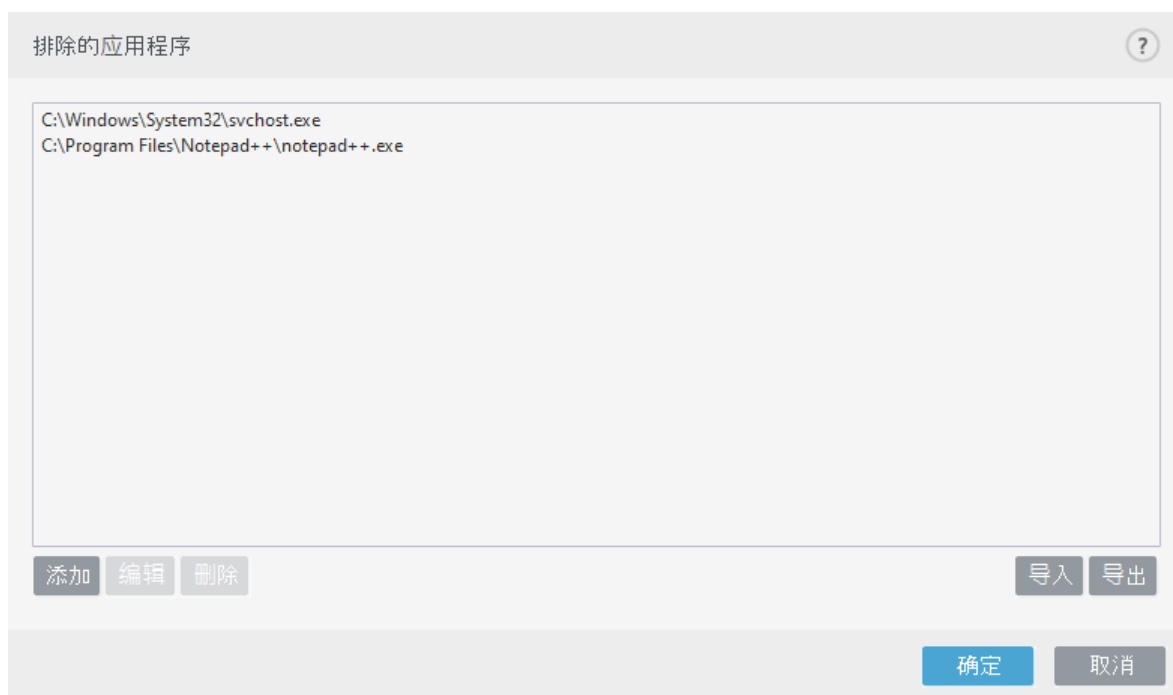 排除的应用程序
?
C:\Windows\System32\svchost.exe
C:\Program Files\Notepad++\notepad++.exe
添加 编辑 删除 导入 导出
确定 取消